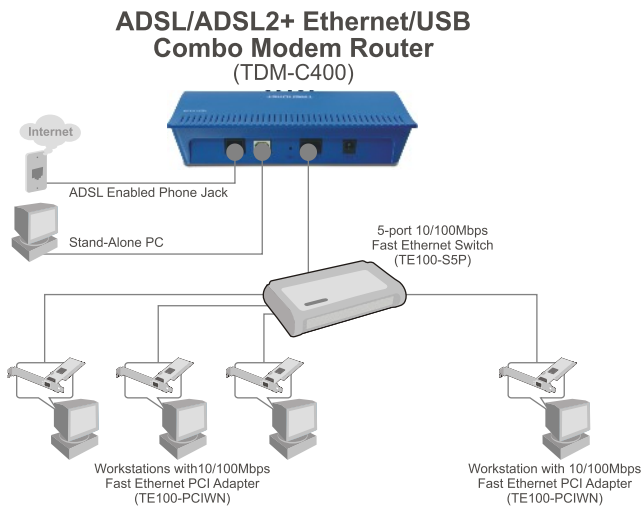 ADSL/ADSL2+ Ethernet/USB
Combo Modem Router
(TDM-C400)
Internet
ADSL Enabled Phone Jack
Stand-Alone PC
5-port 10/100Mbps
Fast Ethernet Switch
(TE100-S5P)
Workstations with10/100Mbps
Fast Ethernet PCI Adapter
(TE100-PCIWN)
Workstation with 10/100Mbps
Fast Ethernet PCI Adapter
(TE100-PCIWN)